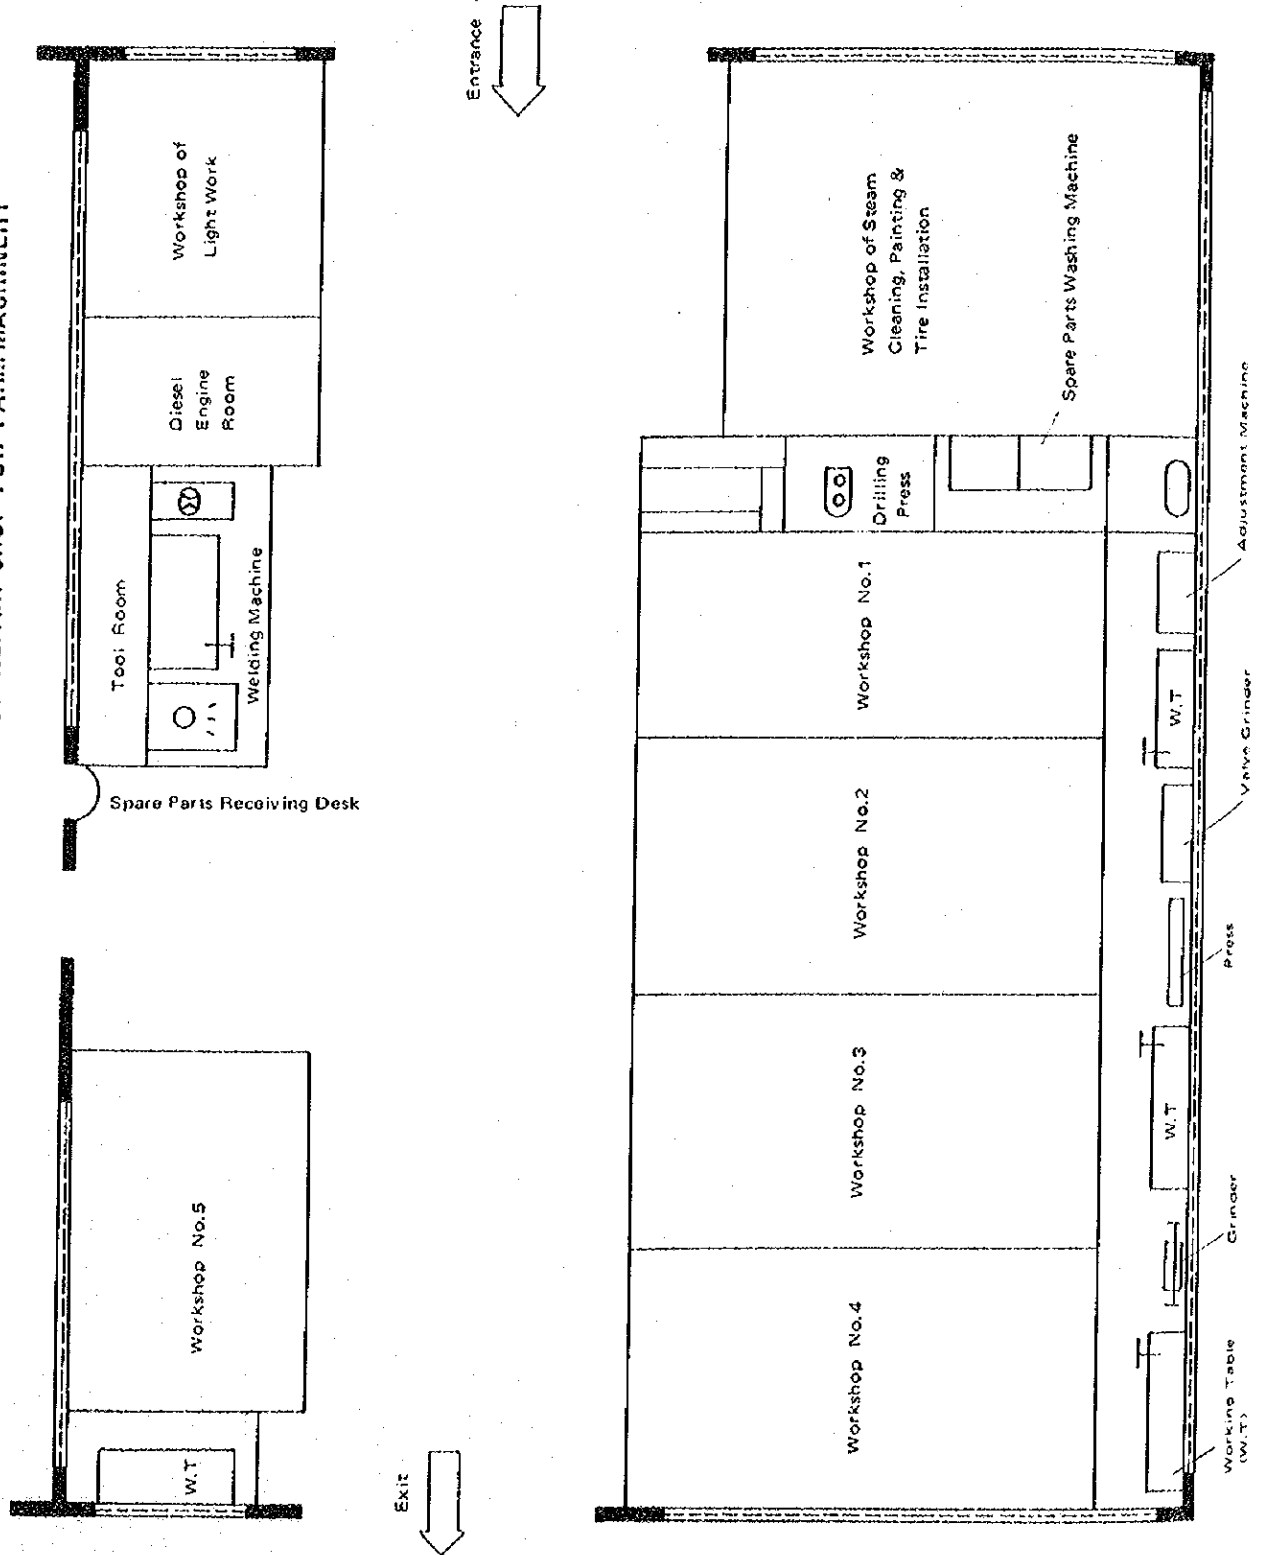 Entrance
Workshop of
Light Work
Diesel
Engine
Room
Tool Room
Welding Machine
Spare Parts Receiving Desk
Workshop No.5
W.T
Exit
Workshop of Steam
Cleaning, Painting &
Tire Installation
Spare Parts Washing Machine
Drilling
Press
Workshop No.1
Workshop No.2
Workshop No.3
Workshop No.4
Adjustment Machine
W.T
Valve Grinder
Press
W.T
Grinder
Working Table
(W.T)